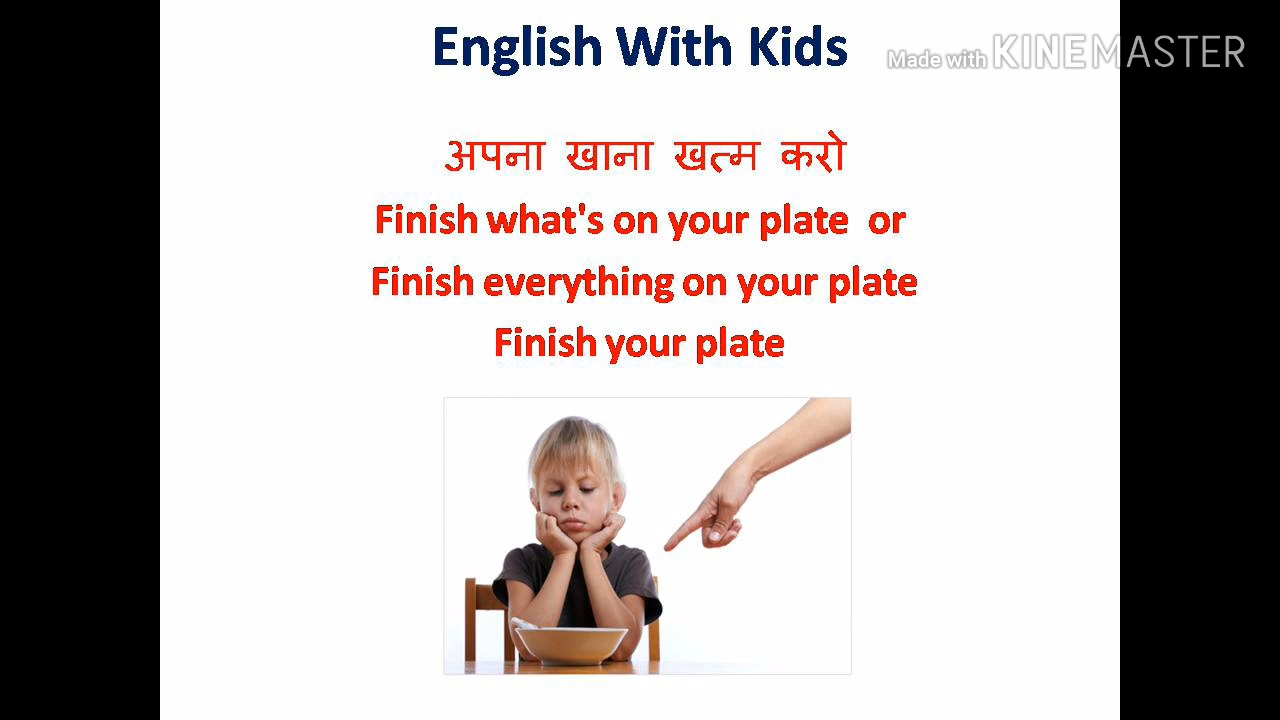 English With Kids
Made with KINEMASTER
अपना खाना खत्म करो
Finish what's on your plate or
Finish everything on your plate
Finish your plate